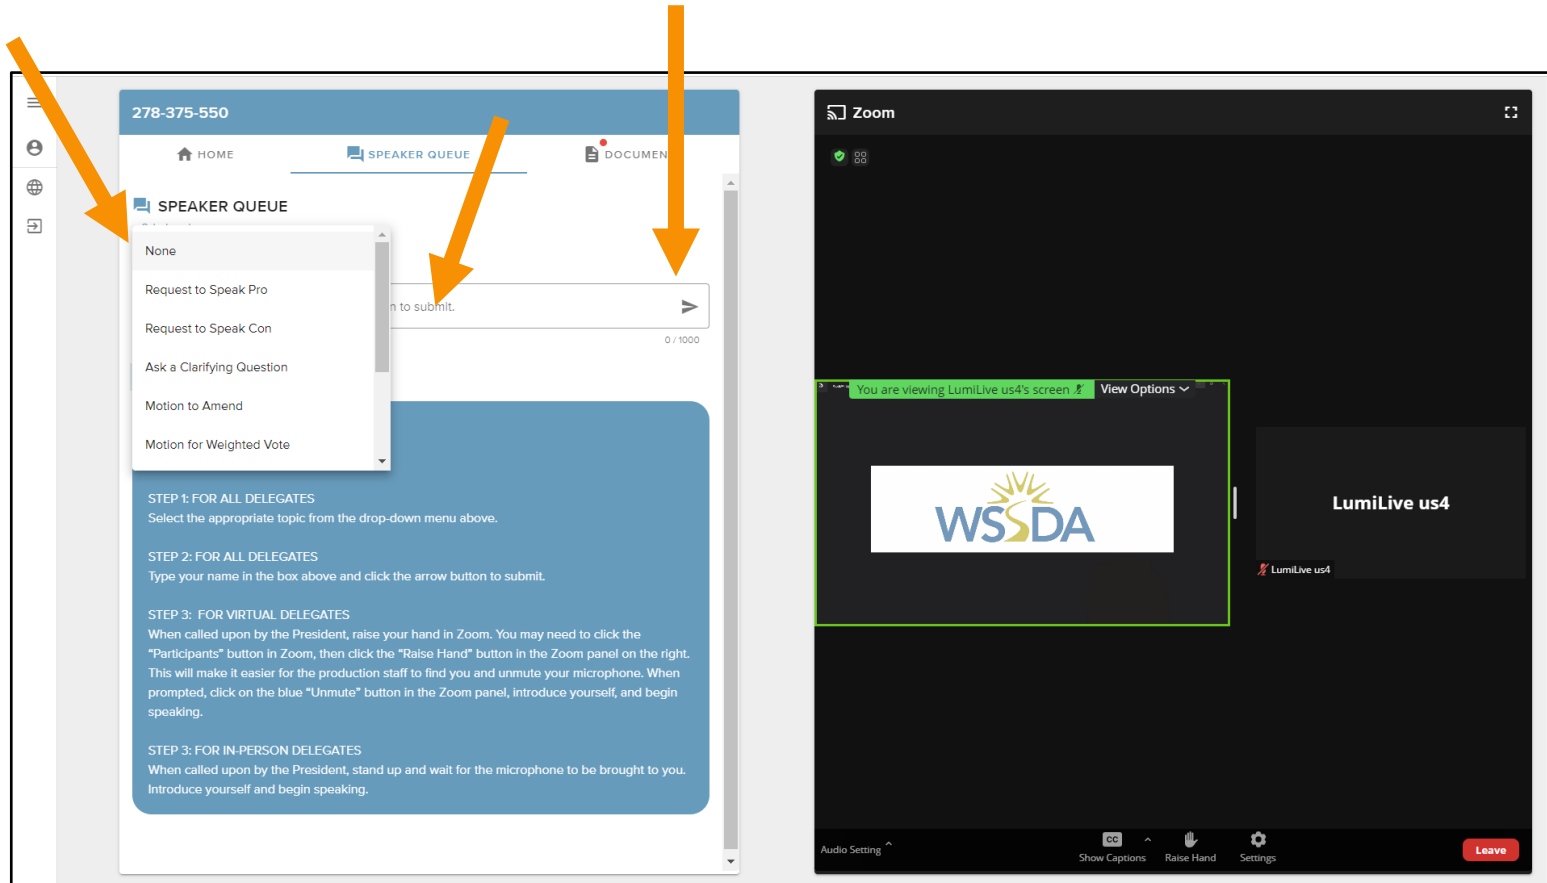 278-375-550
HOME
SPEAKER QUEUE
DOCUMEN
SPEAKER QUEUE
None
Request to Speak Pro
Request to Speak Con
Ask a Clarifying Question
Motion to Amend
Motion for Weighted Vote
to submit.
0 / 1000
STEP 1: FOR ALL DELEGATES
Select the appropriate topic from the drop-down menu above.
STEP 2: FOR ALL DELEGATES
Type your name in the box above and click the arrow button to submit.
STEP 3:  FOR VIRTUAL DELEGATES
When called upon by the President, raise your hand in Zoom. You may need to click the
“Participants” button in Zoom, then click the “Raise Hand” button in the Zoom panel on the right.
This will make it easier for the production staff to find you and unmute your microphone. When
prompted, click on the blue “Unmute” button in the Zoom panel, introduce yourself, and begin
speaking.
STEP 3: FOR IN-PERSON DELEGATES
When called upon by the President, stand up and wait for the microphone to be brought to you.
Introduce yourself and begin speaking.
Zoom
You are viewing LumiLive us4's screen
View Options
WSSDA
LumiLive us4
LumiLive us4
Audio Setting
CC
Show Captions
Raise Hand
Settings
Leave